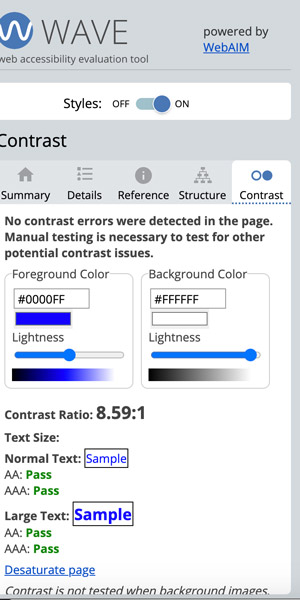 WAVE
web accessibility evaluation tool
powered by
WebAIM
Styles: OFF ON
Contrast
Summary Details Reference Structure Contrast
No contrast errors were detected in the page.
Manual testing is necessary to test for other
potential contrast issues.
Foreground Color
#0000FF
Lightness
Background Color
#FFFFFF
Lightness
Contrast Ratio: 8.59:1
Text Size:
Normal Text: Sample
AA: Pass
AAA: Pass
Large Text: Sample
AA: Pass
AAA: Pass
Desaturate page
Contrast is not tested when background images,